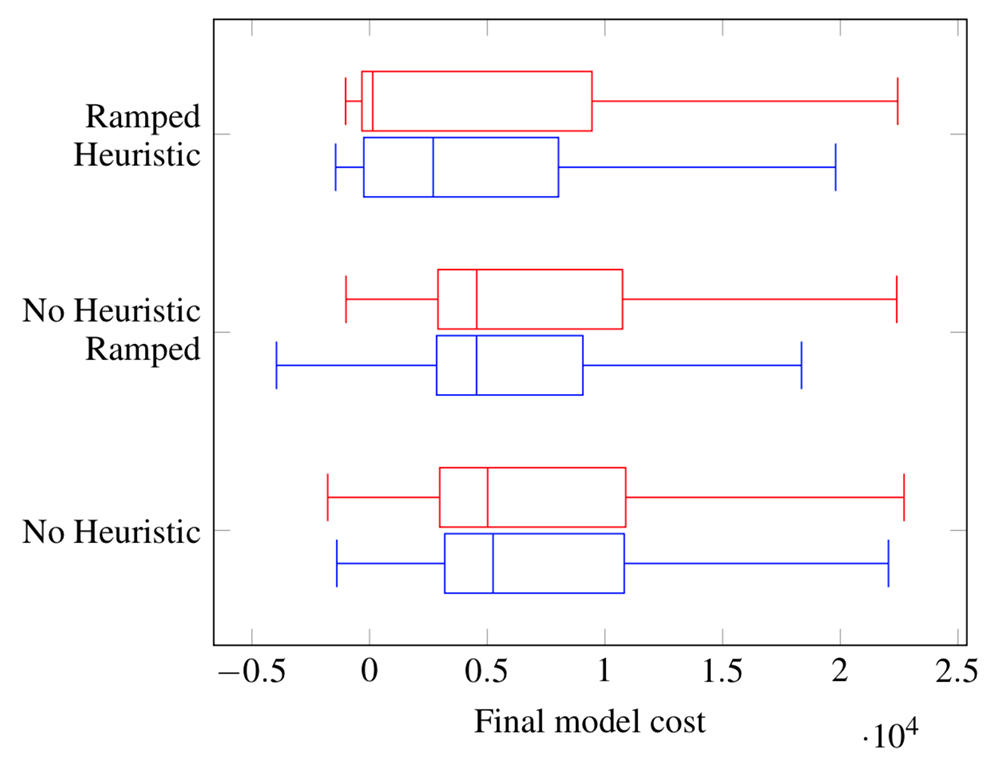 Ramped
Heuristic
No Heuristic
Ramped
No Heuristic
−0.5 0 0.5 1 1.5 2 2.5
Final model cost
·10⁴